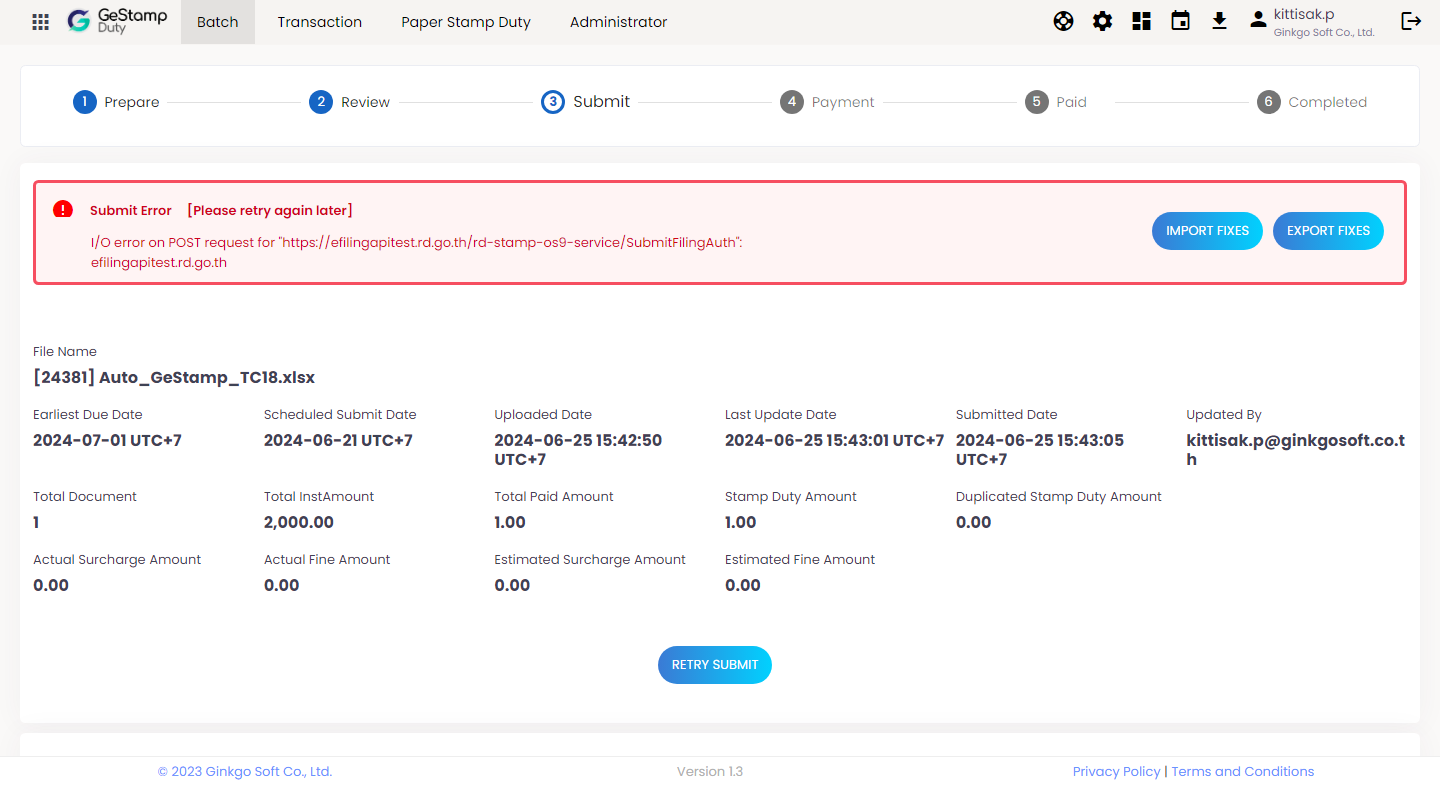 GeStamp
Duty
Batch
Transaction
Paper Stamp Duty
Administrator
kittisak.p
Ginkgo Soft Co., Ltd.
1 Prepare
2 Review
3 Submit
4 Payment
5 Paid
6 Completed
Submit Error [Please retry again later]
I/O error on POST request for "https://efilingapitest.rd.go.th/rd-stamp-os9-service/SubmitFilingAuth":
efilingapitest.rd.go.th
IMPORT FIXES
EXPORT FIXES
File Name
[24381] Auto_GeStamp_TC18.xlsx
Earliest Due Date
2024-07-01 UTC+7
Scheduled Submit Date
2024-06-21 UTC+7
Uploaded Date
2024-06-25 15:42:50
UTC+7
Last Update Date
2024-06-25 15:43:01 UTC+7
Submitted Date
2024-06-25 15:43:05
UTC+7
Updated By
kittisak.p@ginkgosoft.co.t
h
Total Document
1
Total InstAmount
2,000.00
Total Paid Amount
1.00
Stamp Duty Amount
1.00
Duplicated Stamp Duty Amount
0.00
Actual Surcharge Amount
0.00
Actual Fine Amount
0.00
Estimated Surcharge Amount
0.00
Estimated Fine Amount
0.00
RETRY SUBMIT
© 2023 Ginkgo Soft Co., Ltd.
Version 1.3
Privacy Policy | Terms and Conditions